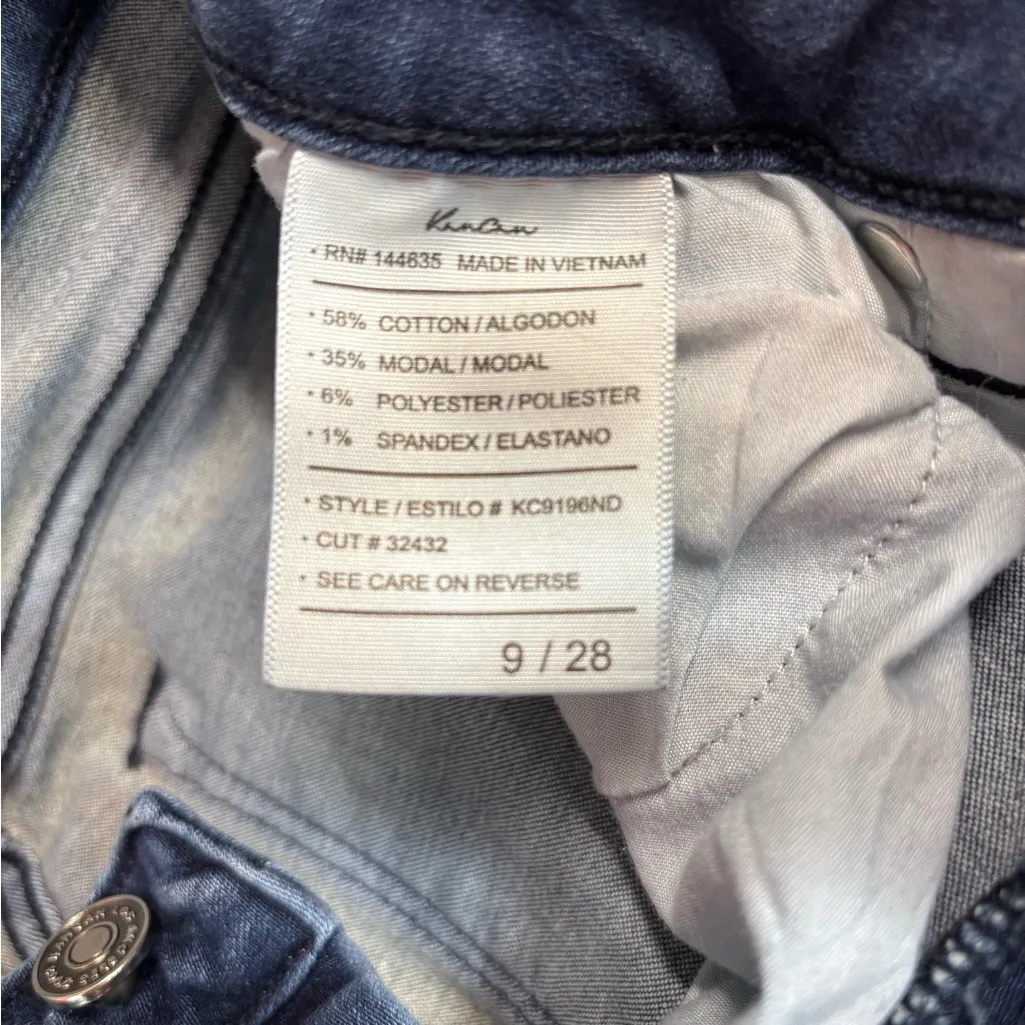 KanCan
• RN# 144635 MADE IN VIETNAM
• 58% COTTON / ALGODON
• 35% MODAL / MODAL
• 6% POLYESTER / POLIESTER
• 1% SPANDEX / ELASTANO
• STYLE / ESTILO # KC9196ND
• CUT # 32432
• SEE CARE ON REVERSE
9 / 28